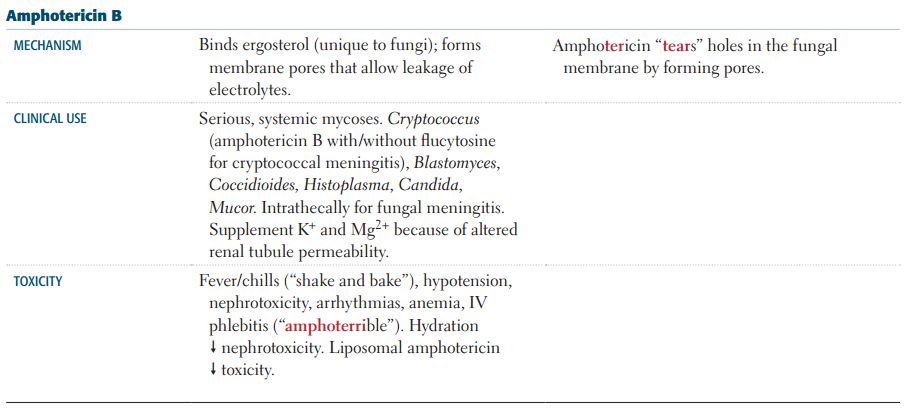 Amphotericin B
MECHANISM
Binds ergosterol (unique to fungi); forms
membrane pores that allow leakage of
electrolytes.
Amphotericin “tears” holes in the fungal
membrane by forming pores.
CLINICAL USE
Serious, systemic mycoses. Cryptococcus
(amphotericin B with/without flucytosine
for cryptococcal meningitis), Blastomyces,
Coccidioides, Histoplasma, Candida,
Mucor. Intrathecally for fungal meningitis.
Supplement K⁺ and Mg²⁺ because of altered
renal tubule permeability.
TOXICITY
Fever/chills (“shake and bake”), hypotension,
nephrotoxicity, arrhythmias, anemia, IV
phlebitis (“amphoterrible”). Hydration
↓ nephrotoxicity. Liposomal amphotericin
↓ toxicity.